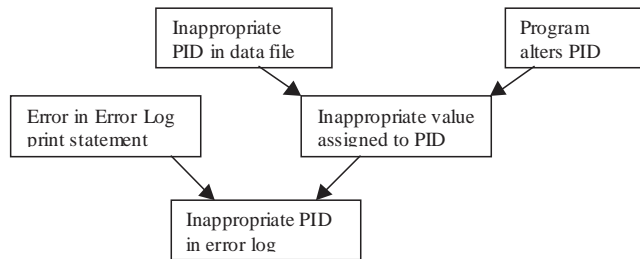 Inappropriate
PID in data file
Program
alters PID
Error in Error Log
print statement
Inappropriate value
assigned to PID
Inappropriate PID
in error log